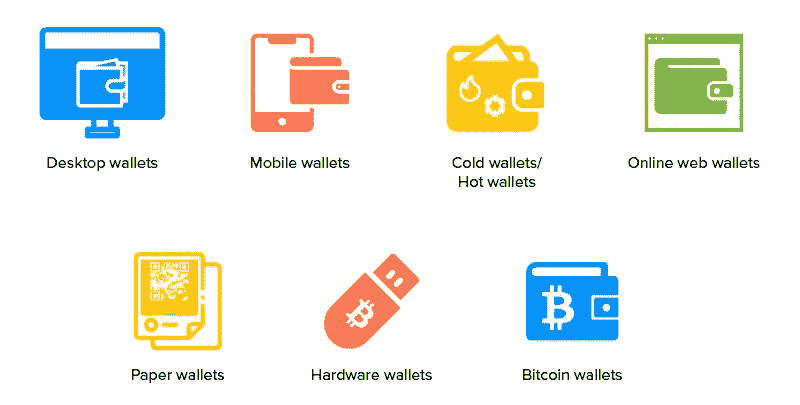 Desktop wallets
Mobile wallets
Cold wallets/
Hot wallets
Online web wallets
Paper wallets
Hardware wallets
Bitcoin wallets